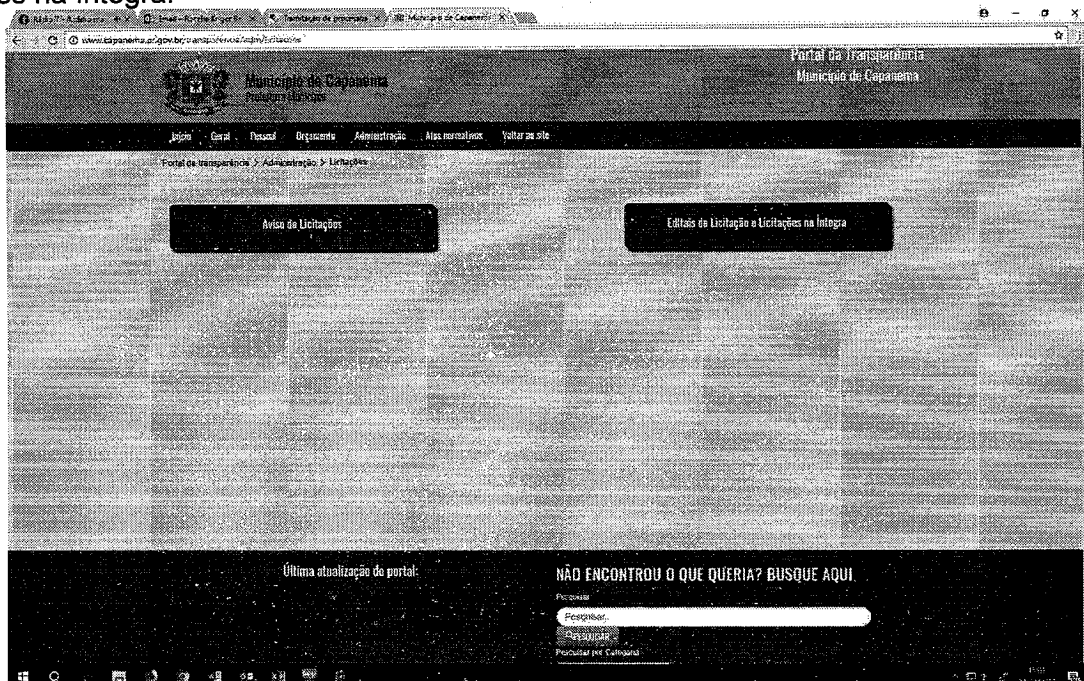 es na íntegra.
Município de Capanema
Portal da Transparência
Município de Capanema
Início Geral Pessoal Orçamento Administração Atos normativos Voltar ao site
Portal da transparência > Administração > Licitações
Aviso de Licitações
Editais de Licitação e Licitações na Íntegra
Última atualização do portal:
NÃO ENCONTROU O QUE QUERIA? BUSQUE AQUI
Pesquisar
Pesquisar..
PESQUISAR
Pesquisar por Categoria